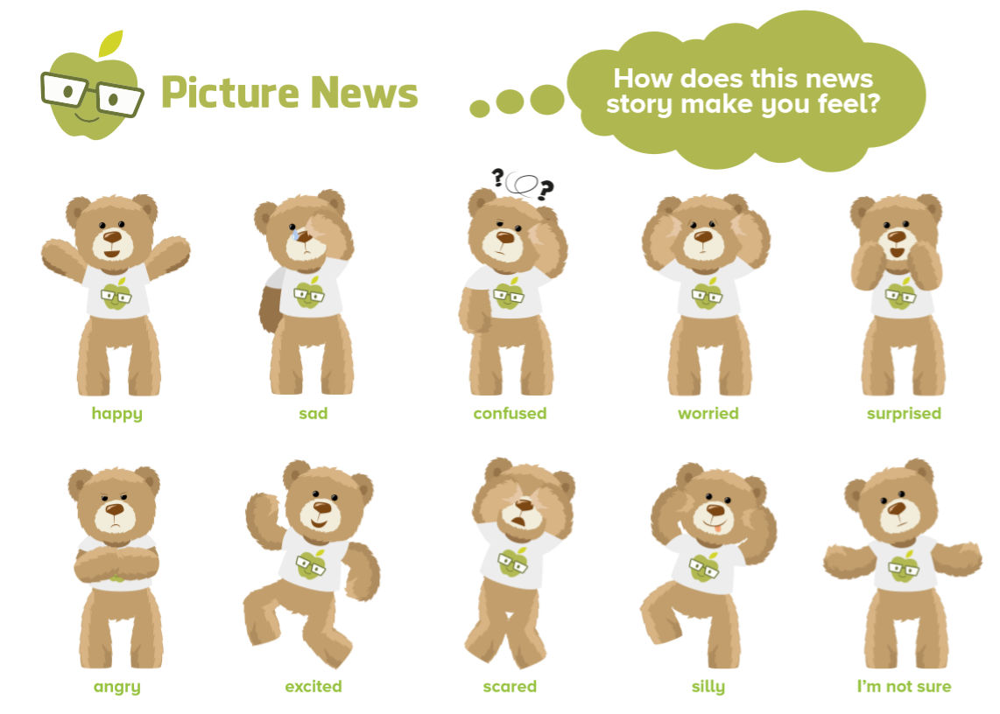 Picture News
How does this news
story make you feel?
? ?
happy
sad
confused
worried
surprised
angry
excited
scared
silly
I'm not sure